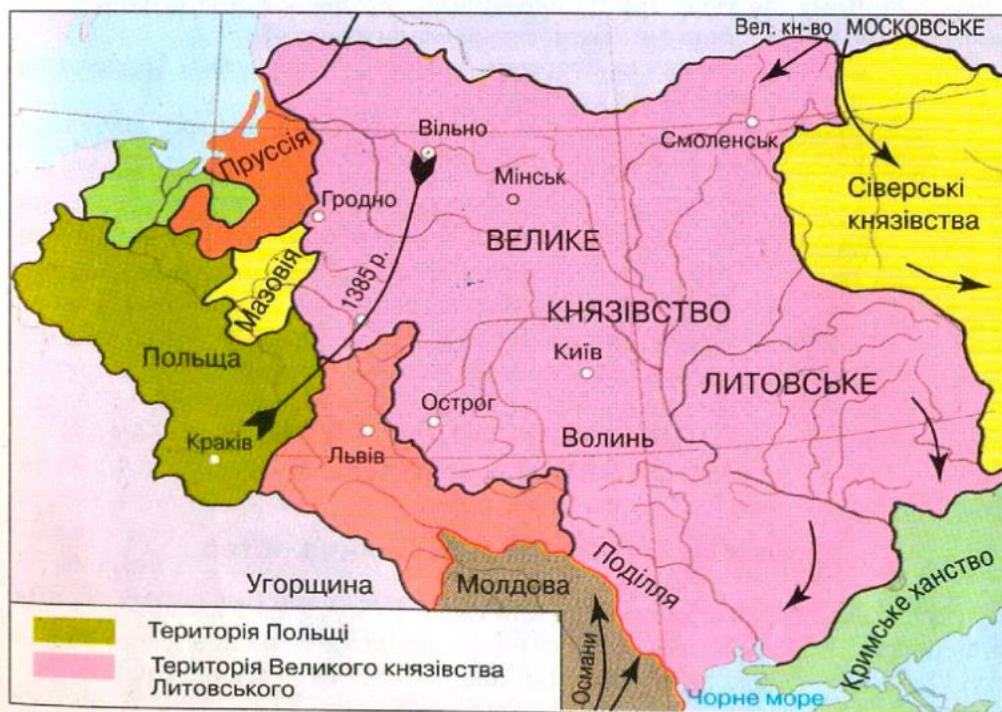 Вел. кн-во МОСКОВСЬКЕ
Вільно
Смоленськ
Пруссія
Мінськ
Сіверські
князівства
Гродно
ВЕЛИКЕ
Мазовія
1385 р.
КНЯЗІВСТВО
Польща
Київ
ЛИТОВСЬКЕ
Острог
Волинь
Краків
Львів
Поділля
Угорщина
Молдова
Кримське ханство
Османи
Чорне море
Територія Польщі
Територія Великого князівства
Литовського